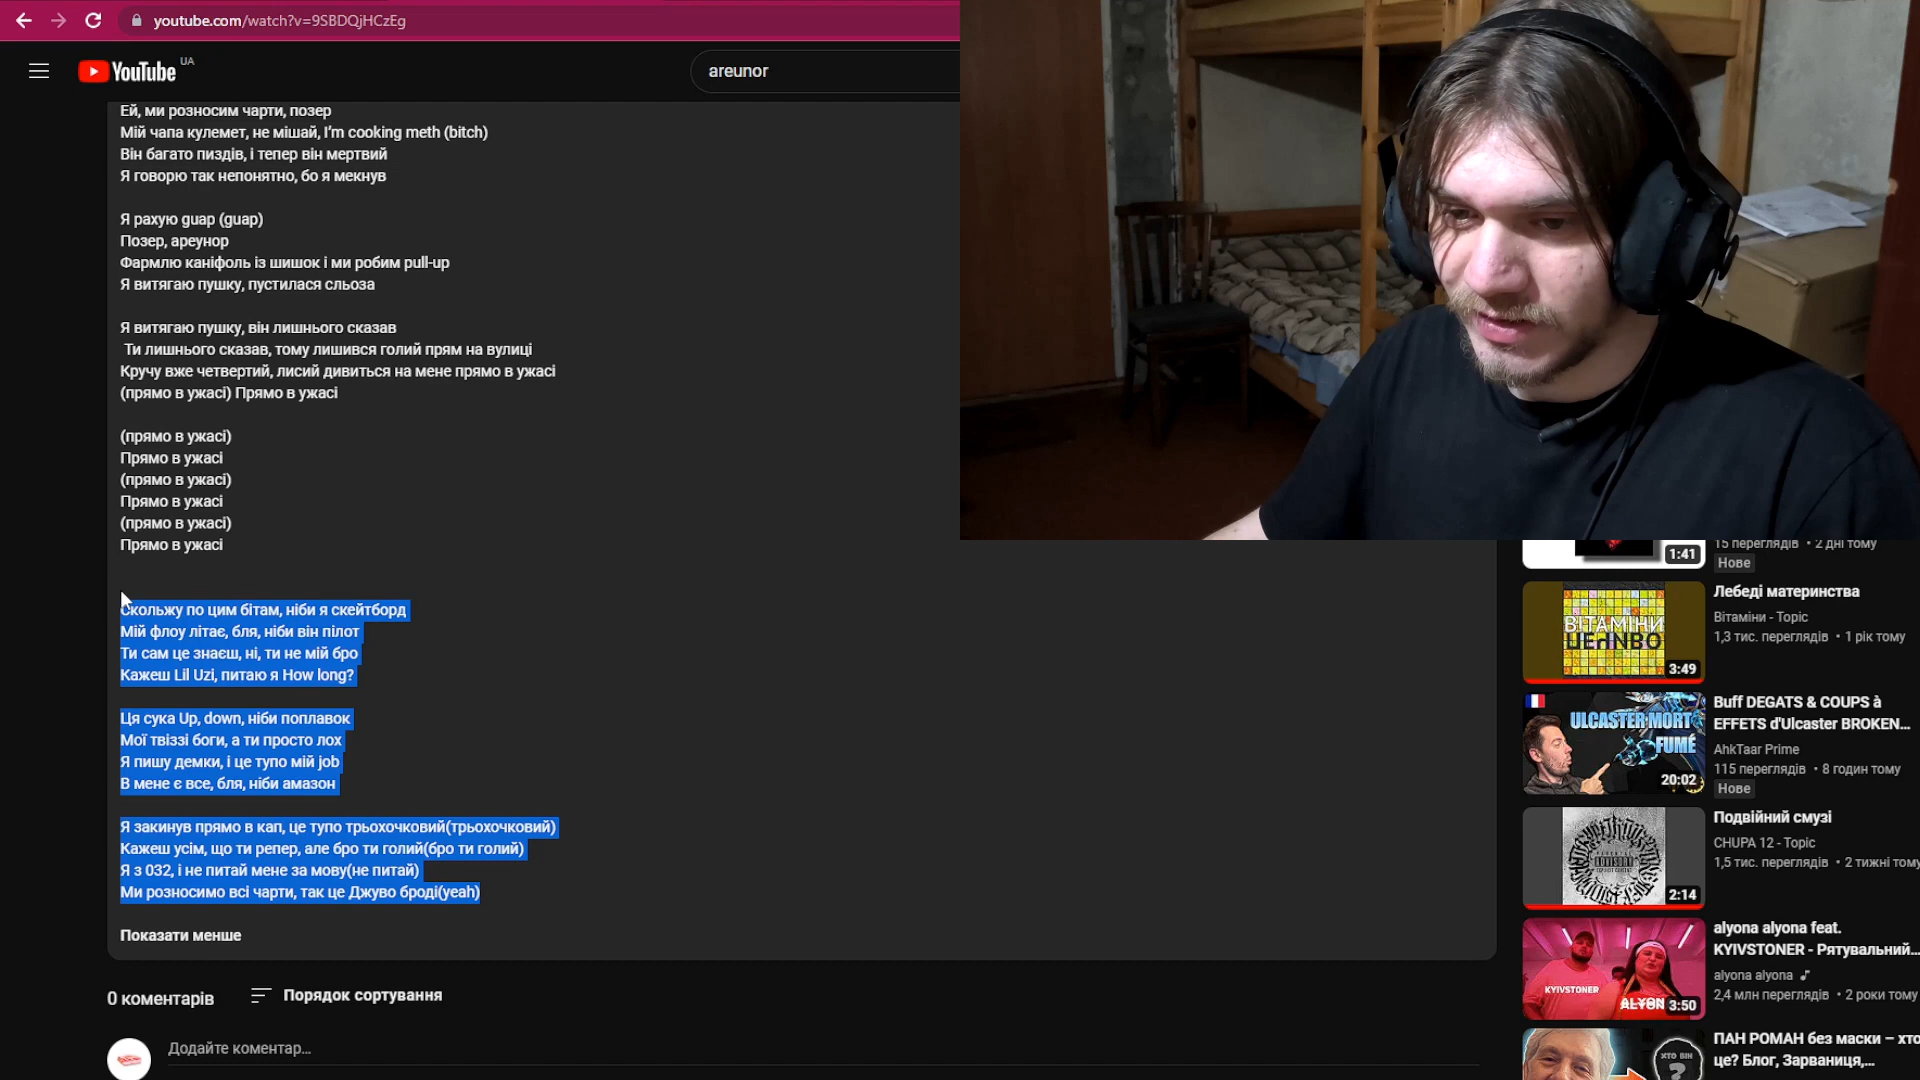 youtube.com/watch?v=9SBDQjHCzEg
YouTube UA
areunor
Ей, ми розносим чарти, позер
Мій чапа кулемет, не мішай, I'm cooking meth (bitch)
Він багато пиздів, і тепер він мертвий
Я говорю так непонятно, бо я мекнув
Я рахую guap (guap)
Позер, ареунор
Фармлю каніфоль із шишок і ми робим pull-up
Я витягаю пушку, пустилася сльоза
Я витягаю пушку, він лишнього сказав
Ти лишнього сказав, тому лишився голий прям на вулиці
Кручу вже четвертий, лисий дивиться на мене прямо в ужасі
(прямо в ужасі) Прямо в ужасі
(прямо в ужасі)
Прямо в ужасі
(прямо в ужасі)
Прямо в ужасі
(прямо в ужасі)
Прямо в ужасі
Скольжу по цим бітам, ніби я скейтборд
Мій флоу літає, бля, ніби він пілот
Ти сам це знаєш, ні, ти не мій бро
Кажеш Lil Uzi, питаю я How long?
Ця сука Up, down, ніби поплавок
Мої твіззі боги, а ти просто лох
Я пишу демки, і це тупо мій job
В мене є все, бля, ніби амазон
Я закинув прямо в кап, це тупо трьохочковий(трьохочковий)
Кажеш усім, що ти репер, але бро ти голий(бро ти голий)
Я з 032, і не питай мене за мову(не питай)
Ми розносимо всі чарти, так це Джуво броді(yeah)
Показати менше
0 коментарів
Порядок сортування
Додайте коментар...
1:41
15 переглядів • 2 дні тому
Нове
ВІТАМІНИ
3:49
Лебеді материнства
Вітаміни - Topic
1,3 тис. переглядів • 1 рік тому
ULCASTER MORT
FUMÉ
20:02
Buff DEGATS & COUPS à
EFFETS d'Ulcaster BROKEN...
AhkTaar Prime
115 переглядів • 8 годин тому
Нове
2:14
Подвійний смузі
CHUPA 12 - Topic
1,5 тис. переглядів • 2 тижні тому
KYIVSTONER
ALYONA
3:50
alyona alyona feat.
KYIVSTONER - Рятувальний...
alyona alyona
2,4 млн переглядів • 2 роки тому
ХТО ВІН
?
ПАН РОМАН без маски – хто
це? Блог, Зарваниця,...